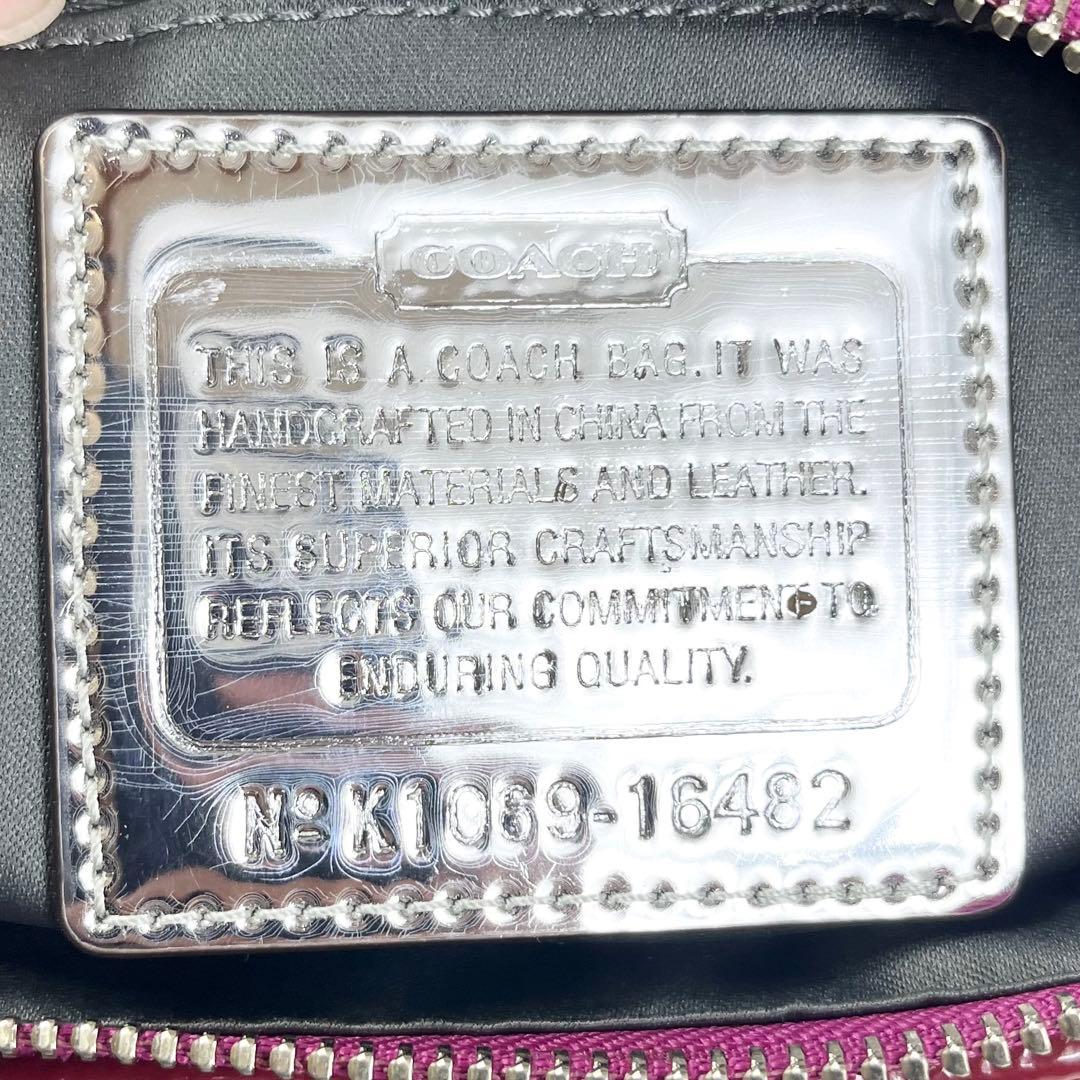 COACH
THIS IS A COACH BAG. IT WAS
HANDCRAFTED IN CHINA FROM THE
FINEST MATERIALS AND LEATHER.
ITS SUPERIOR CRAFTSMANSHIP
REFLECTS OUR COMMITMENT TO
ENDURING QUALITY.
Nº K1069-16482